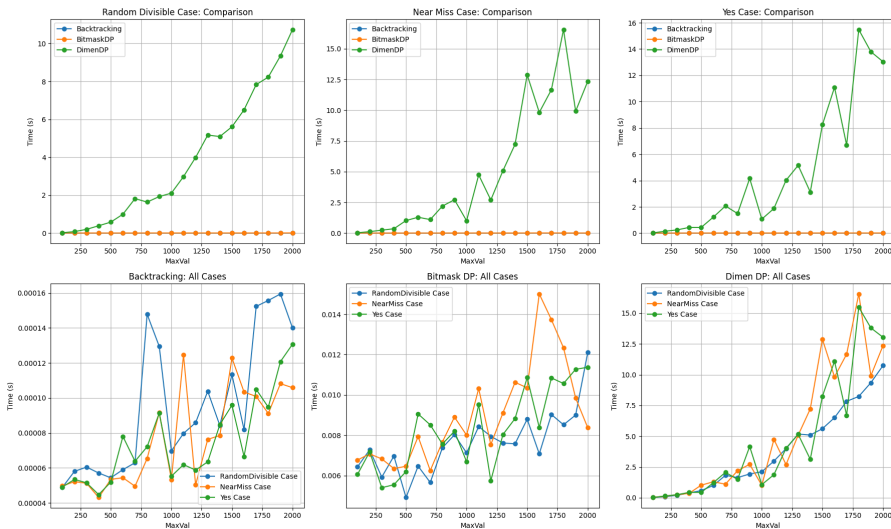 Random Divisible Case: Comparison
Backtracking
BitmaskDP
DimenDP
Time (s)
10
8
6
4
2
0
250 500 750 1000 1250 1500 1750 2000
MaxVal
Near Miss Case: Comparison
Backtracking
BitmaskDP
DimenDP
Time (s)
15.0
12.5
10.0
7.5
5.0
2.5
0.0
250 500 750 1000 1250 1500 1750 2000
MaxVal
Yes Case: Comparison
Backtracking
BitmaskDP
DimenDP
Time (s)
16
14
12
10
8
6
4
2
0
250 500 750 1000 1250 1500 1750 2000
MaxVal
Backtracking: All Cases
Time (s)
0.00016
0.00014
0.00012
0.00010
0.00008
0.00006
0.00004
RandomDivisible Case
NearMiss Case
Yes Case
250 500 750 1000 1250 1500 1750 2000
MaxVal
Bitmask DP: All Cases
RandomDivisible Case
NearMiss Case
Yes Case
Time (s)
0.014
0.012
0.010
0.008
0.006
250 500 750 1000 1250 1500 1750 2000
MaxVal
Dimen DP: All Cases
RandomDivisible Case
NearMiss Case
Yes Case
Time (s)
15.0
12.5
10.0
7.5
5.0
2.5
0.0
250 500 750 1000 1250 1500 1750 2000
MaxVal